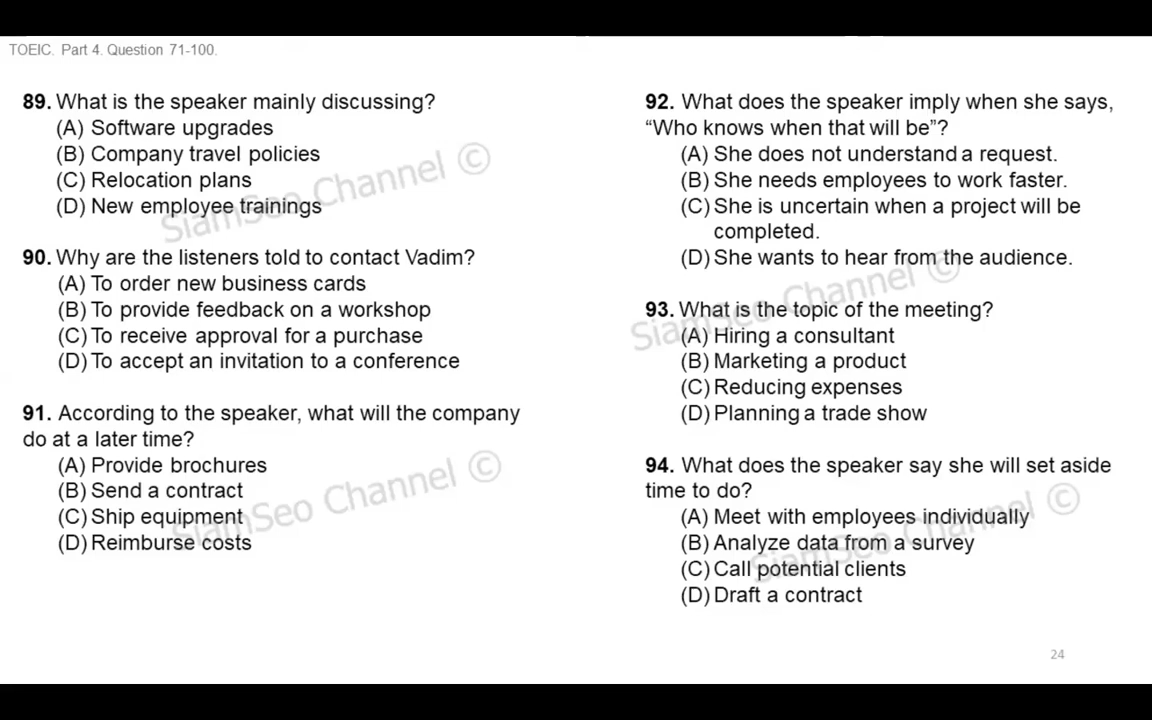 TOEIC. Part 4. Question 71-100.
89. What is the speaker mainly discussing?
(A) Software upgrades
(B) Company travel policies
(C) Relocation plans
(D) New employee trainings
90. Why are the listeners told to contact Vadim?
(A) To order new business cards
(B) To provide feedback on a workshop
(C) To receive approval for a purchase
(D) To accept an invitation to a conference
91. According to the speaker, what will the company
do at a later time?
(A) Provide brochures
(B) Send a contract
(C) Ship equipment
(D) Reimburse costs
92. What does the speaker imply when she says,
“Who knows when that will be”?
(A) She does not understand a request.
(B) She needs employees to work faster.
(C) She is uncertain when a project will be
completed.
(D) She wants to hear from the audience.
93. What is the topic of the meeting?
(A) Hiring a consultant
(B) Marketing a product
(C) Reducing expenses
(D) Planning a trade show
94. What does the speaker say she will set aside
time to do?
(A) Meet with employees individually
(B) Analyze data from a survey
(C) Call potential clients
(D) Draft a contract
SiamSeo Channel ©
SiamSeo Channel ©
SiamSeo Channel ©
SiamSeo Channel ©
24